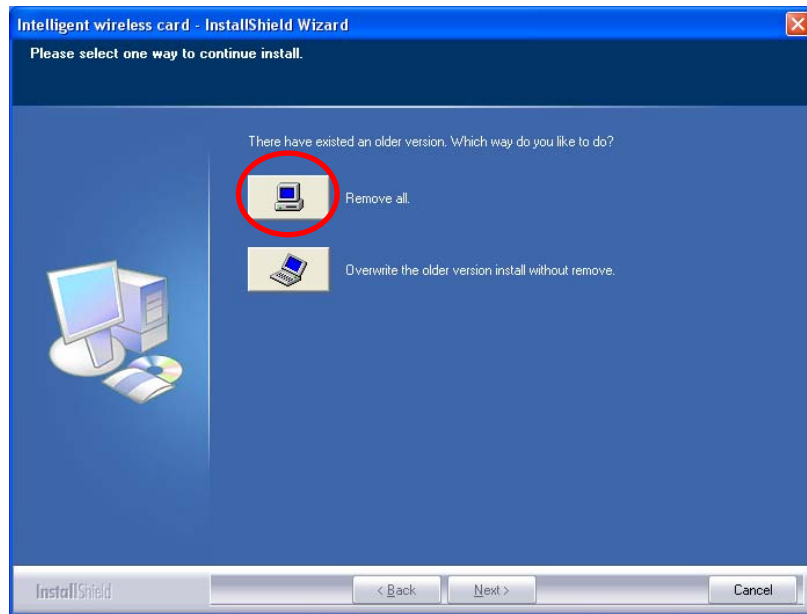 Intelligent wireless card - InstallShield Wizard
Please select one way to continue install.
There have existed an older version. Which way do you like to do?
Remove all.
Overwrite the older version install without remove.
InstallShield
< Back
Next >
Cancel